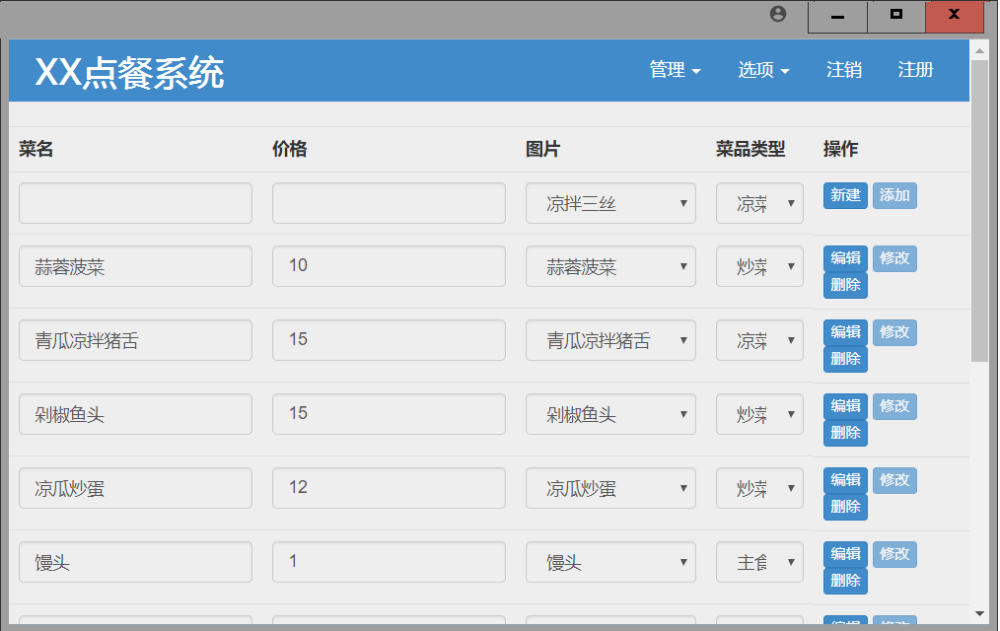 XX点餐系统 管理 选项 注销 注册
菜名 价格 图片 菜品类型 操作
凉拌三丝 凉菜 新建 添加
蒜蓉菠菜 10 蒜蓉菠菜 炒菜 编辑 修改
删除
青瓜凉拌猪舌 15 青瓜凉拌猪舌 凉菜 编辑 修改
删除
剁椒鱼头 15 剁椒鱼头 炒菜 编辑 修改
删除
凉瓜炒蛋 12 凉瓜炒蛋 炒菜 编辑 修改
删除
馒头 1 馒头 主食 编辑 修改
删除
编辑 修改